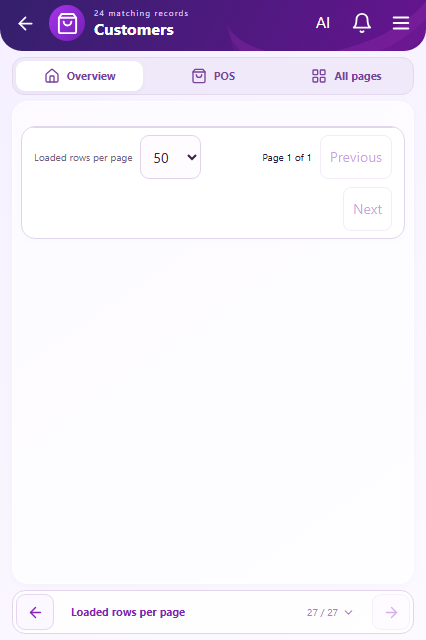 24 matching records
Customers
AI
Overview
POS
All pages
Loaded rows per page
50
Page 1 of 1
Previous
Next
Loaded rows per page
27 / 27